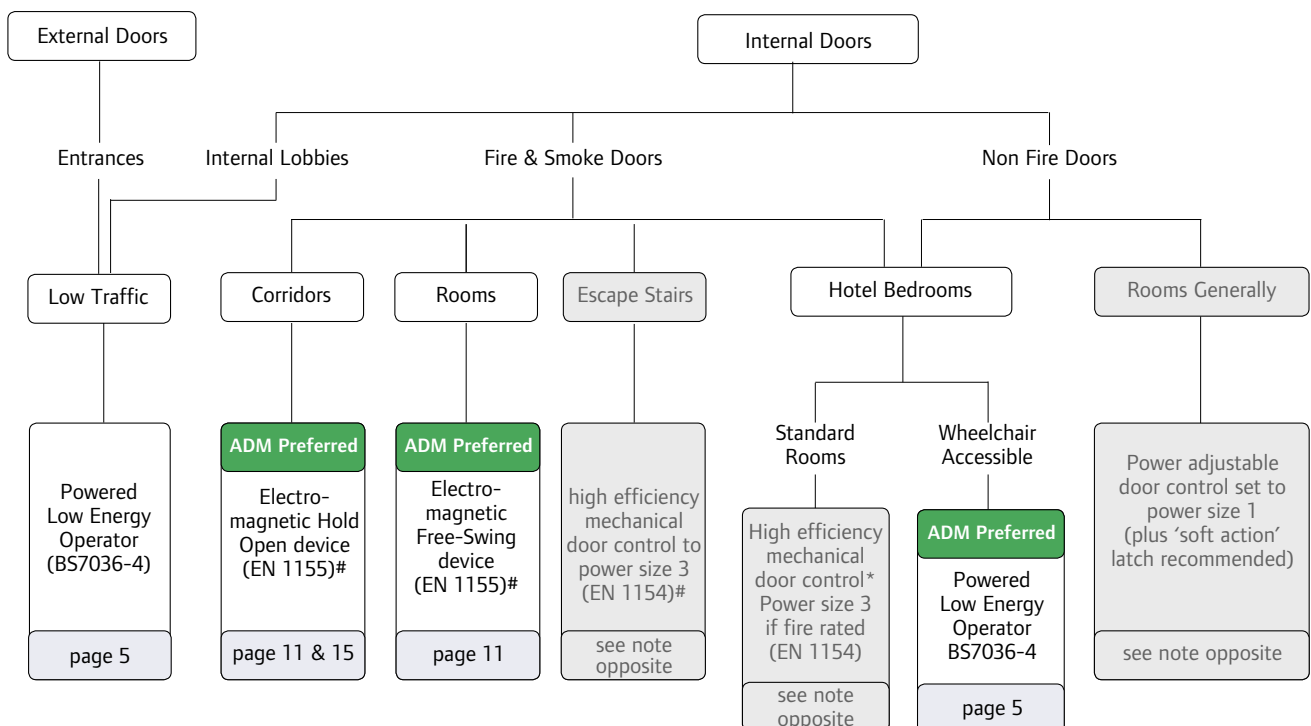 External Doors
Internal Doors
Entrances
Internal Lobbies
Fire & Smoke Doors
Non Fire Doors
Low Traffic
Corridors
Rooms
Escape Stairs
Hotel Bedrooms
Rooms Generally
Powered
Low Energy
Operator
(BS7036-4)
page 5
ADM Preferred
Electro-
magnetic Hold
Open device
(EN 1155)#
page 11 & 15
ADM Preferred
Electro-
magnetic
Free-Swing
device
(EN 1155)#
page 11
high efficiency
mechanical
door control to
power size 3
(EN 1154)#
see note
opposite
Standard
Rooms
High efficiency
mechanical
door control*
Power size 3
if fire rated
(EN 1154)
see note
opposite
Wheelchair
Accessible
ADM Preferred
Powered
Low Energy
Operator
BS7036-4
page 5
Power adjustable
door control set to
power size 1
(plus ‘soft action’
latch recommended)
see note opposite